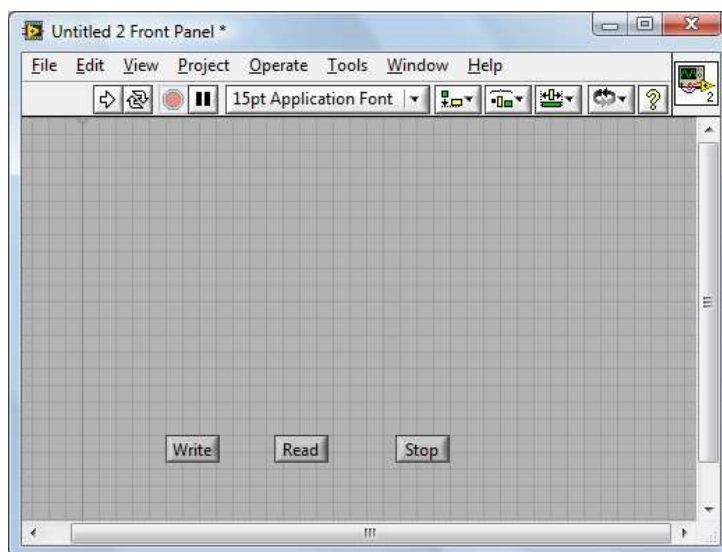 Untitled 2 Front Panel *
File Edit View Project Operate Tools Window Help
15pt Application Font
2
Write Read Stop